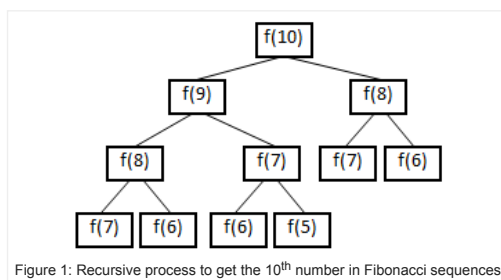 f(10)
f(9) f(8)
f(8) f(7) f(7) f(6)
f(7) f(6) f(6) f(5)
Figure 1: Recursive process to get the 10th number in Fibonacci sequences